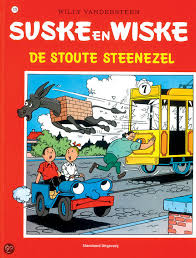 WILLY VANDERSTEEN
SUSKE EN WISKE
DE STOUTE STEENEZEL
7
Standaard Uitgeverij